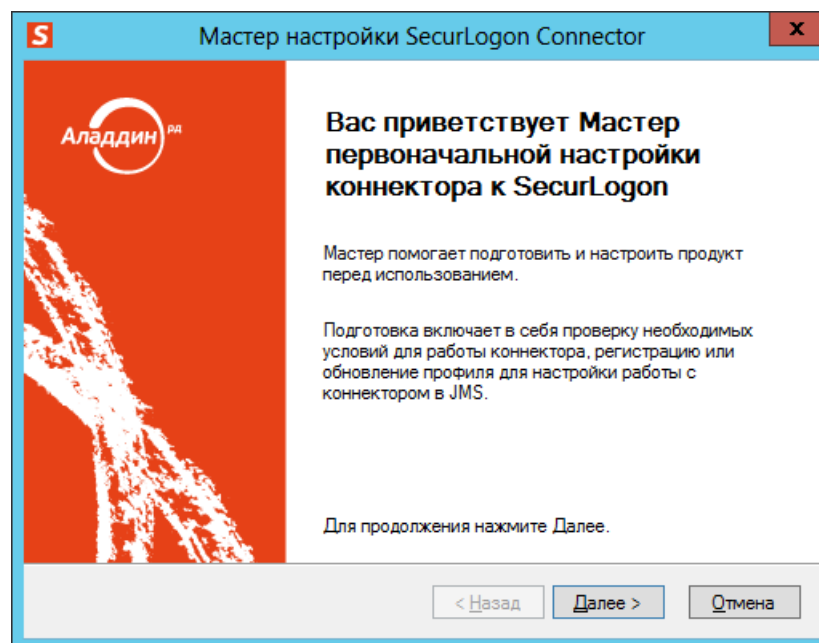 S
Мастер настройки SecurLogon Connector
x
Аладдин РД
Вас приветствует Мастер
первоначальной настройки
коннектора к SecurLogon
Мастер помогает подготовить и настроить продукт
перед использованием.
Подготовка включает в себя проверку необходимых
условий для работы коннектора, регистрацию или
обновление профиля для настройки работы с
коннектором в JMS.
Для продолжения нажмите Далее.
< Назад
Далее >
Отмена